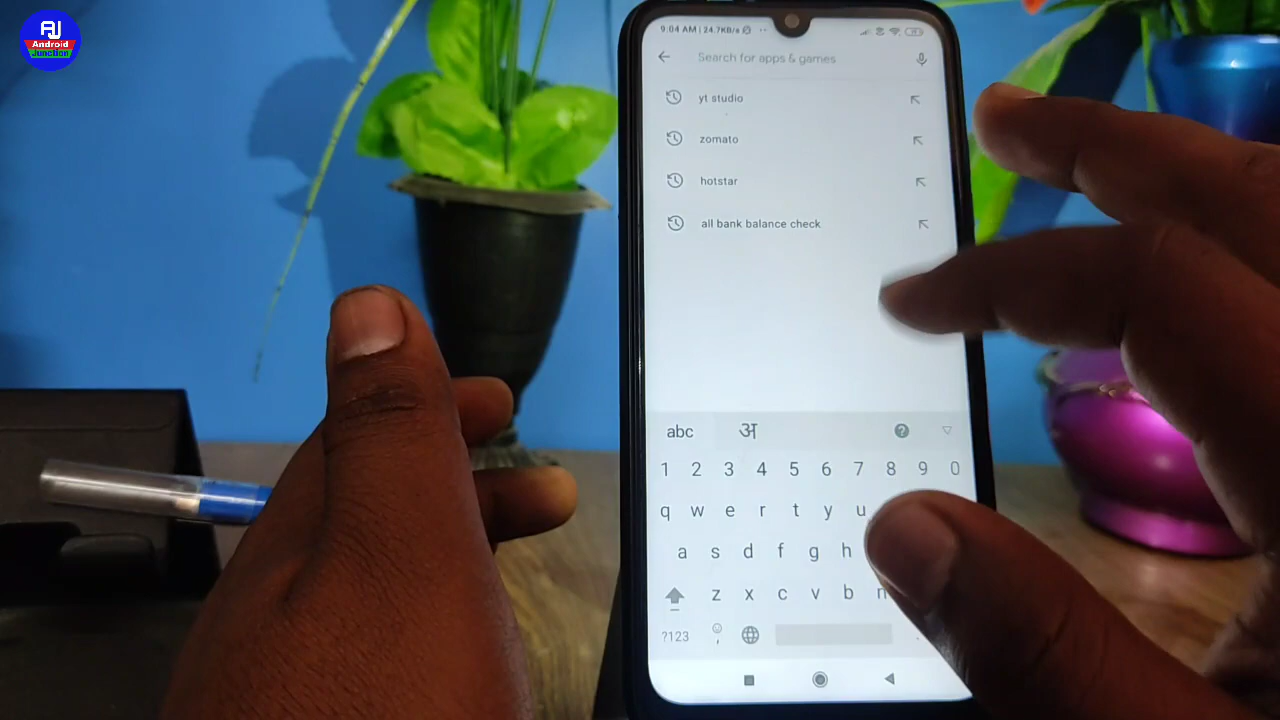 AJ
Android
Junction
9:04 AM | 24.7KB/s
Search for apps & games
yt studio
zomato
hotstar
all bank balance check
abc अ
1 2 3 4 5 6 7 8 9 0
q w e r t y u
a s d f g h
z x c v b n
?123 ,